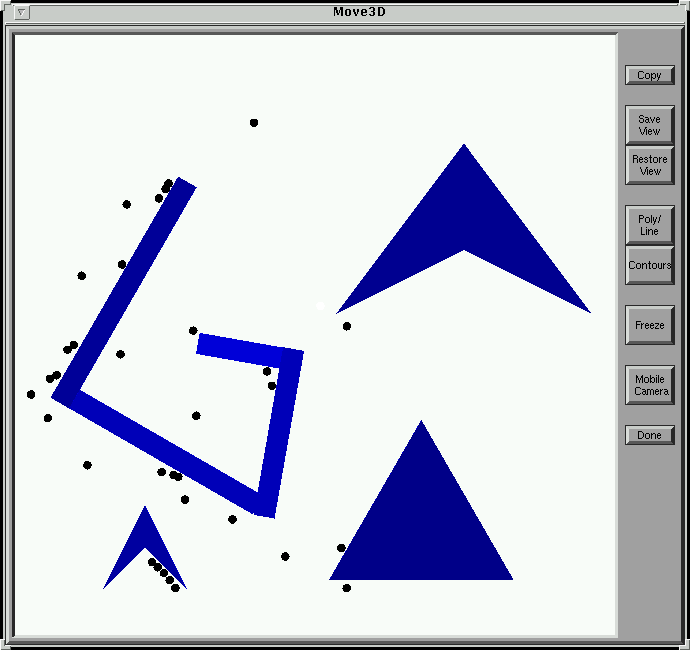 Move3D
Copy
Save
View
Restore
View
Poly/
Line
Contours
Freeze
Mobile
Camera
Done